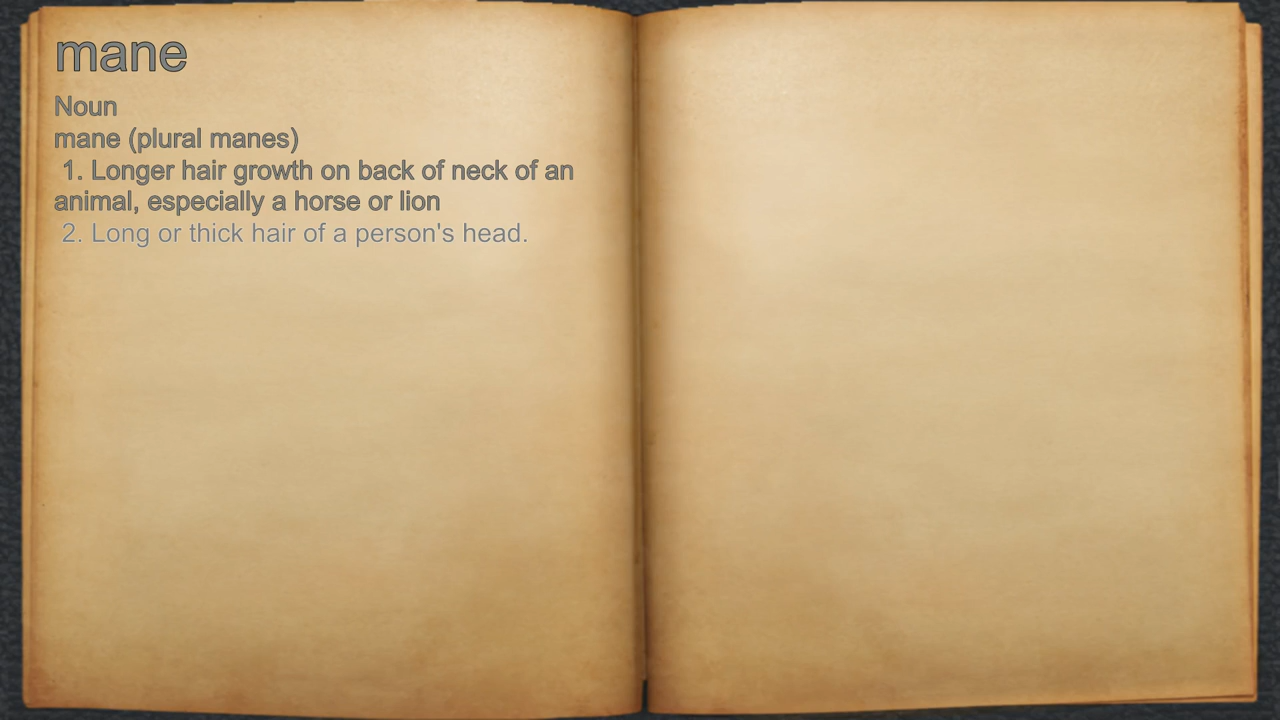 mane
Noun
mane (plural manes)
1. Longer hair growth on back of neck of an
animal, especially a horse or lion
2. Long or thick hair of a person's head.